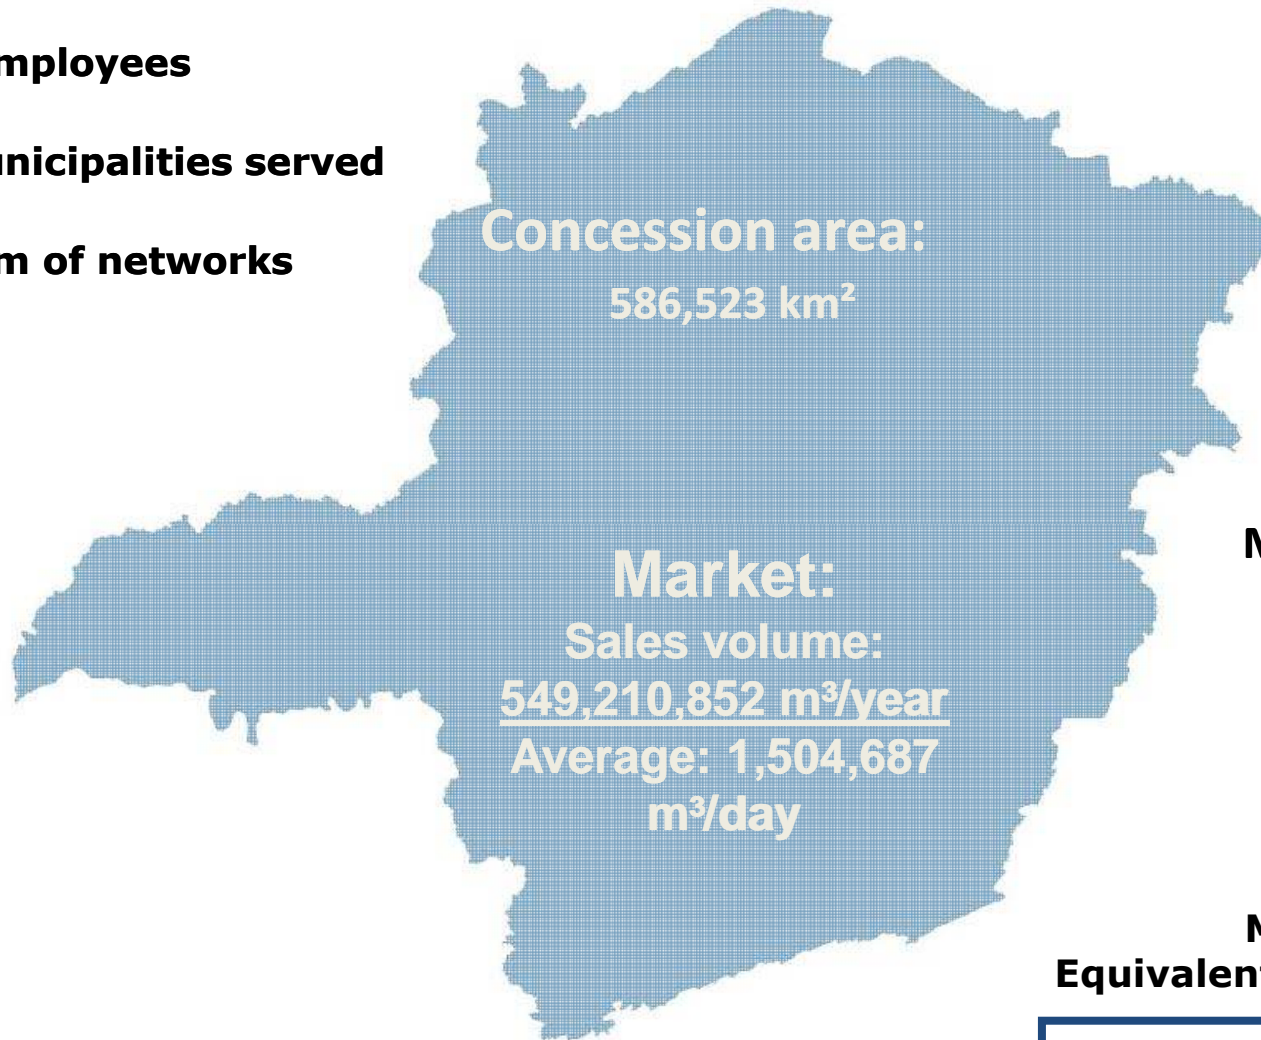 mployees
unicipalities served
m of networks
Concession area:
586,523 km²
Market:
Sales volume:
549,210,852 m³/year
Average: 1,504,687
m³/day
M
Equivalent